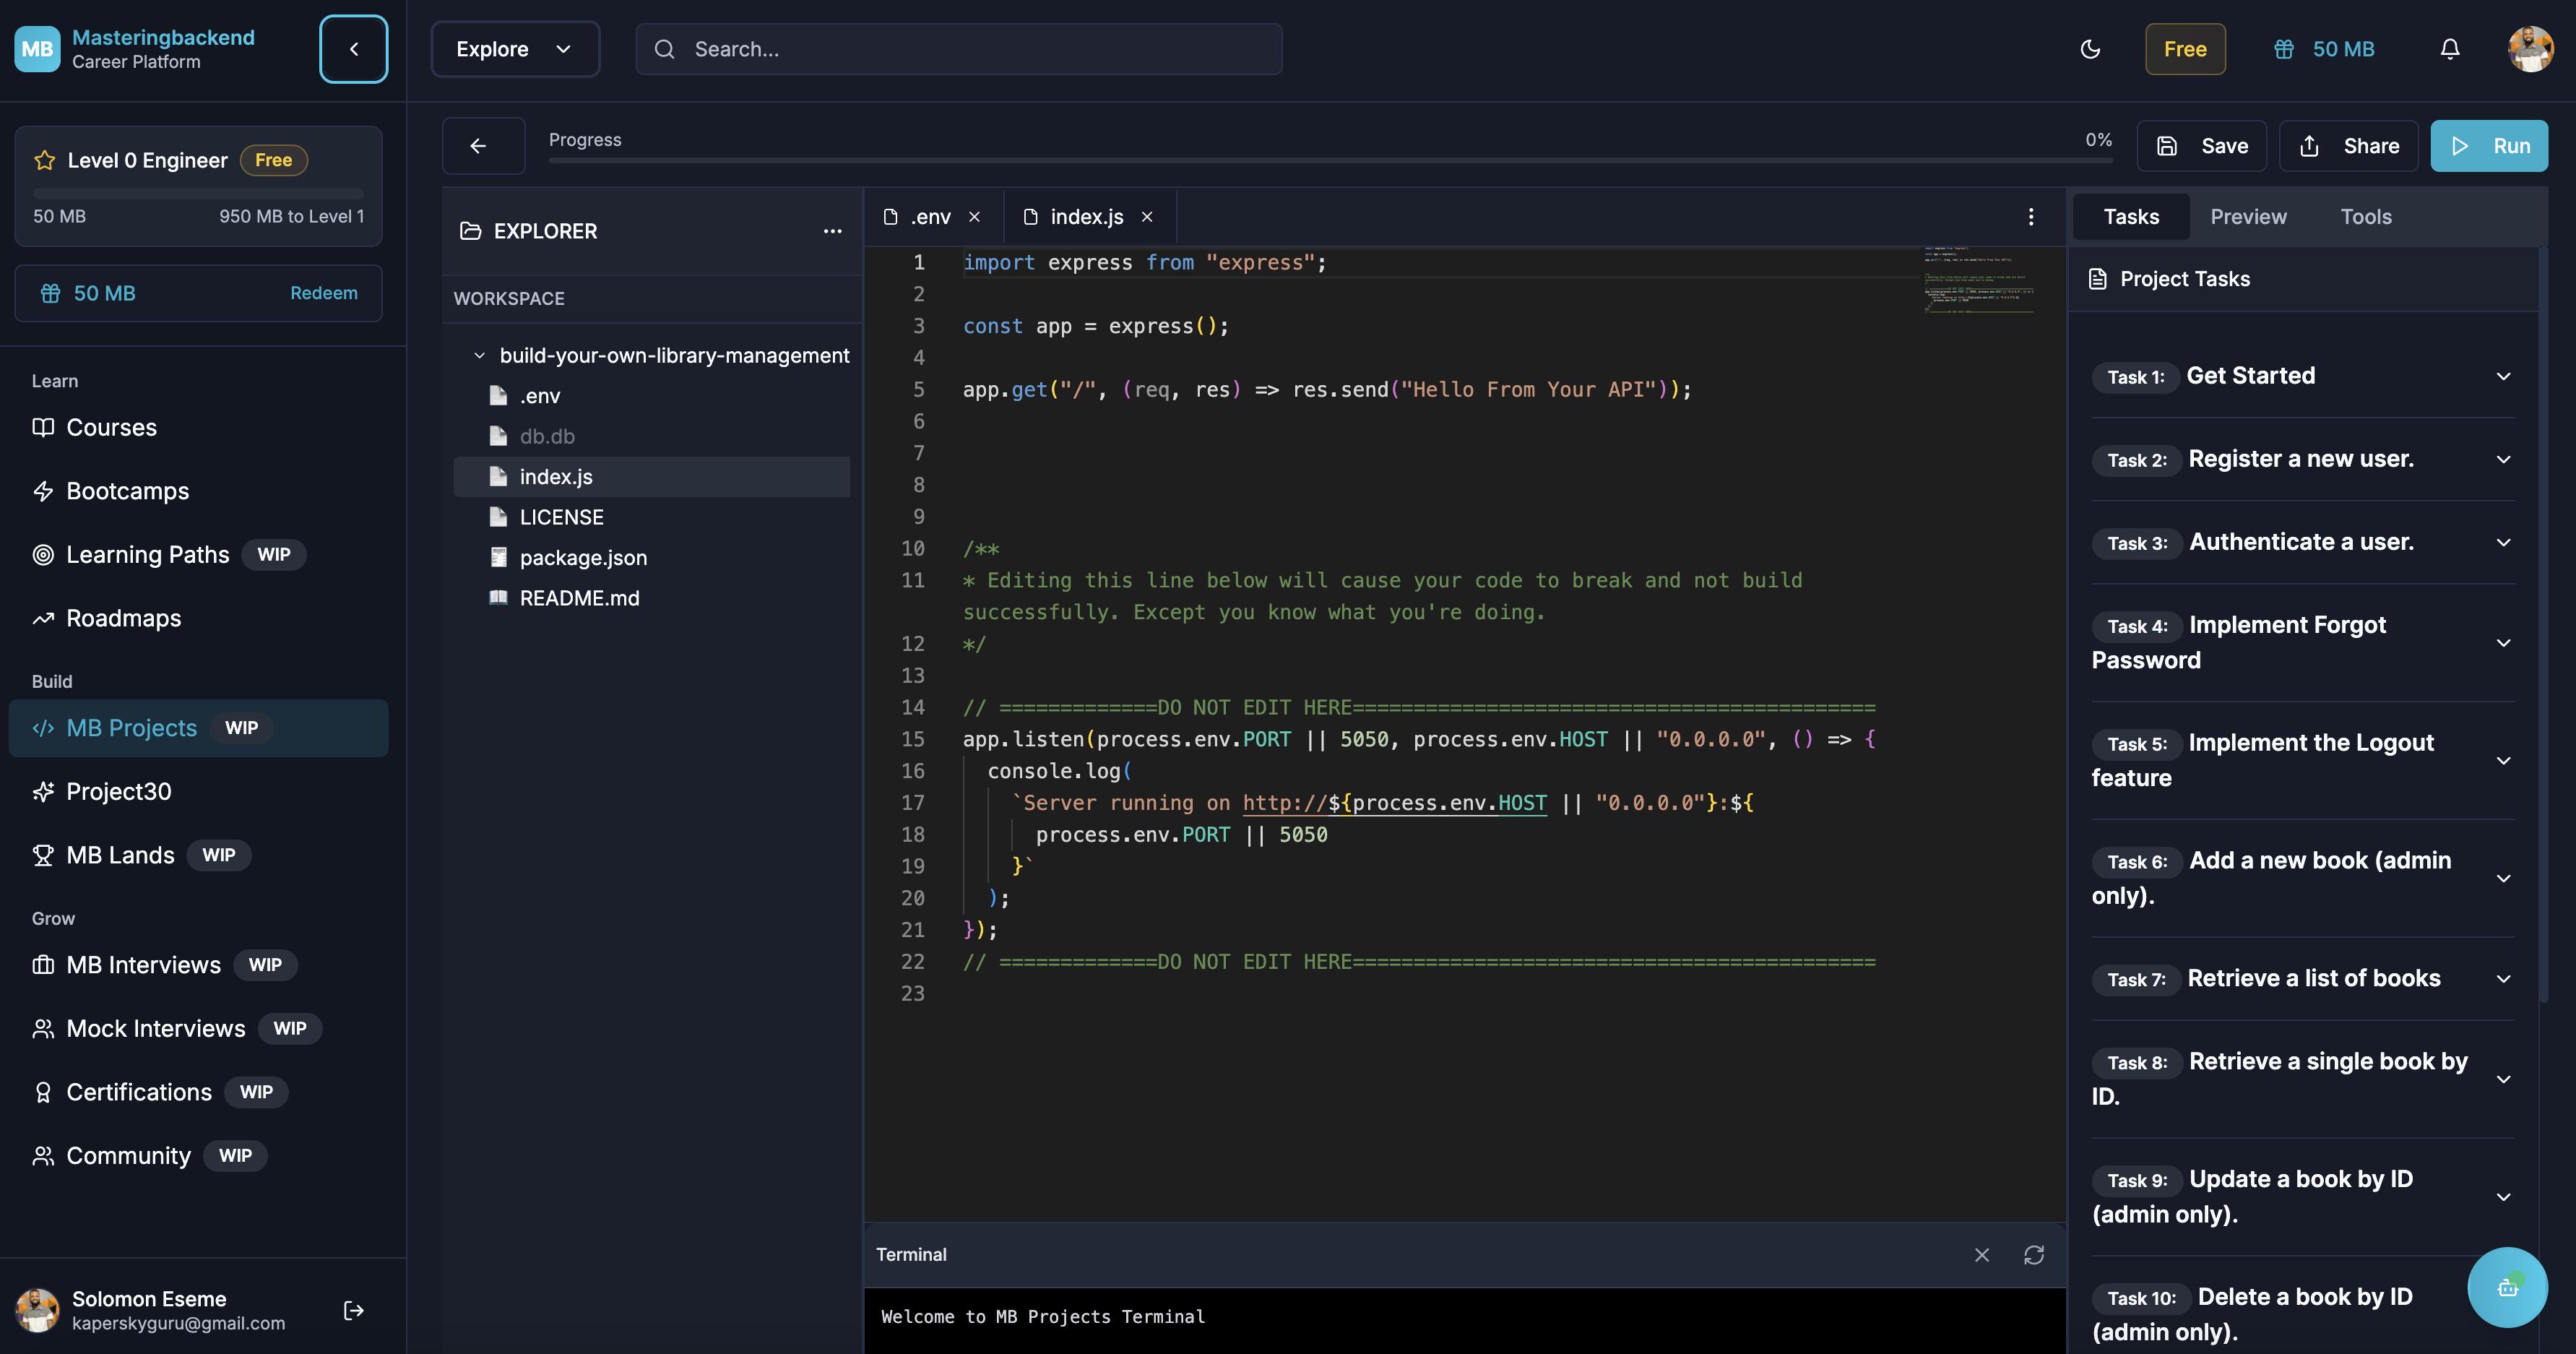 MB
Masteringbackend
Career Platform
Explore
Search...
Free
50 MB
Level 0 Engineer Free
50 MB 950 MB to Level 1
50 MB Redeem
Learn
Courses
Bootcamps
Learning Paths WIP
Roadmaps
Build
MB Projects WIP
Project30
MB Lands WIP
Grow
MB Interviews WIP
Mock Interviews WIP
Certifications WIP
Community WIP
Solomon Eseme
kaperskyguru@gmail.com
Progress 0%
Save
Share
Run
EXPLORER
WORKSPACE
build-your-own-library-management
.env
db.db
index.js
LICENSE
package.json
README.md
.env
index.js
1 import express from "express";
2
3 const app = express();
4
5 app.get("/", (req, res) => res.send("Hello From Your API"));
6
7
8
9
10 /**
11 * Editing this line below will cause your code to break and not build
successfully. Except you know what you're doing.
12 */
13
14 // =============DO NOT EDIT HERE===========================================
15 app.listen(process.env.PORT || 5050, process.env.HOST || "0.0.0.0", () => {
16 console.log(
17 `Server running on http://${process.env.HOST || "0.0.0.0"}:${
18 process.env.PORT || 5050
19 }`
20 );
21 });
22 // =============DO NOT EDIT HERE===========================================
23
Terminal
Welcome to MB Projects Terminal
Tasks
Preview
Tools
Project Tasks
Task 1: Get Started
Task 2: Register a new user.
Task 3: Authenticate a user.
Task 4: Implement Forgot
Password
Task 5: Implement the Logout
feature
Task 6: Add a new book (admin
only).
Task 7: Retrieve a list of books
Task 8: Retrieve a single book by
ID.
Task 9: Update a book by ID
(admin only).
Task 10: Delete a book by ID
(admin only).